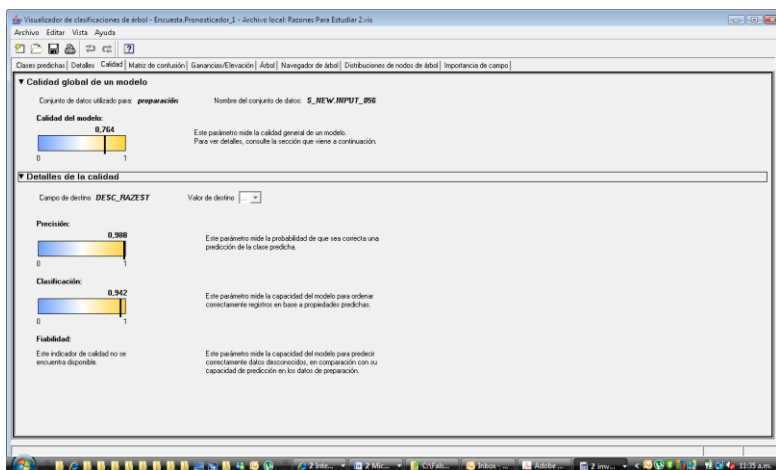 Visualizador de clasificaciones de árbol - Encuesta.Pronosticador_1 - Archivo local: Razones Para Estudiar 2.vis
Archivo Editar Vista Ayuda
Clases predichas Detalles Calidad Matriz de confusión Ganancias/Elevación Árbol Navegador de árbol Distribuciones de nodos de árbol Importancia de campo
Calidad global de un modelo
Conjunto de datos utilizado para: preparación Nombre del conjunto de datos: S_NEW.INPUT_056
Calidad del modelo:
0,764
Este parámetro mide la calidad general de un modelo.
Para ver detalles, consulte la sección que viene a continuación.
0 1
Detalles de la calidad
Campo de destino DESC_RAZEST Valor de destino ...
Precisión:
0,988
Este parámetro mide la probabilidad de que sea correcta una
predicción de la clase predicha.
0 1
Clasificación:
0,942
Este parámetro mide la capacidad del modelo para ordenar
correctamente registros en base a propiedades predichas.
0 1
Fiabilidad:
Este indicador de calidad no se
encuentra disponible.
Este parámetro mide la capacidad del modelo para predecir
correctamente datos desconocidos, en comparación con su
capacidad de predicción en los datos de preparación.
2 Inte... 2 Mic... Inbox - ... Adobe ... 11:35 a.m.